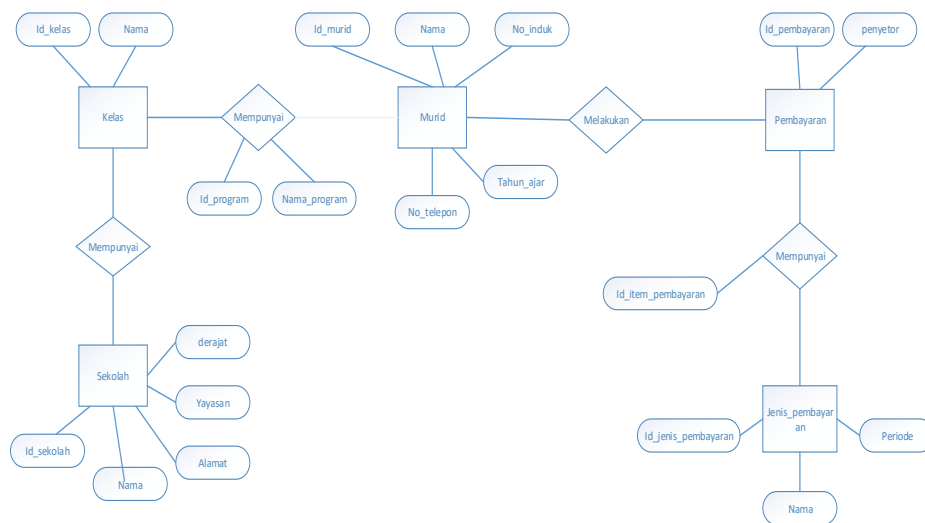 Id_kelas
Nama
Id_murid
Nama
No_induk
Id_pembayaran
penyetor
Kelas
Mempunyai
Murid
Melakukan
Pembayaran
Id_program
Nama_program
Tahun_ajar
No_telepon
Mempunyai
Mempunyai
Id_item_pembayaran
derajat
Sekolah
Yayasan
Jenis_pembayar
an
Id_jenis_pembayaran
Periode
Id_sekolah
Alamat
Nama
Nama